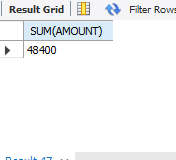 Result Grid Filter Rows
SUM(AMOUNT)
48400